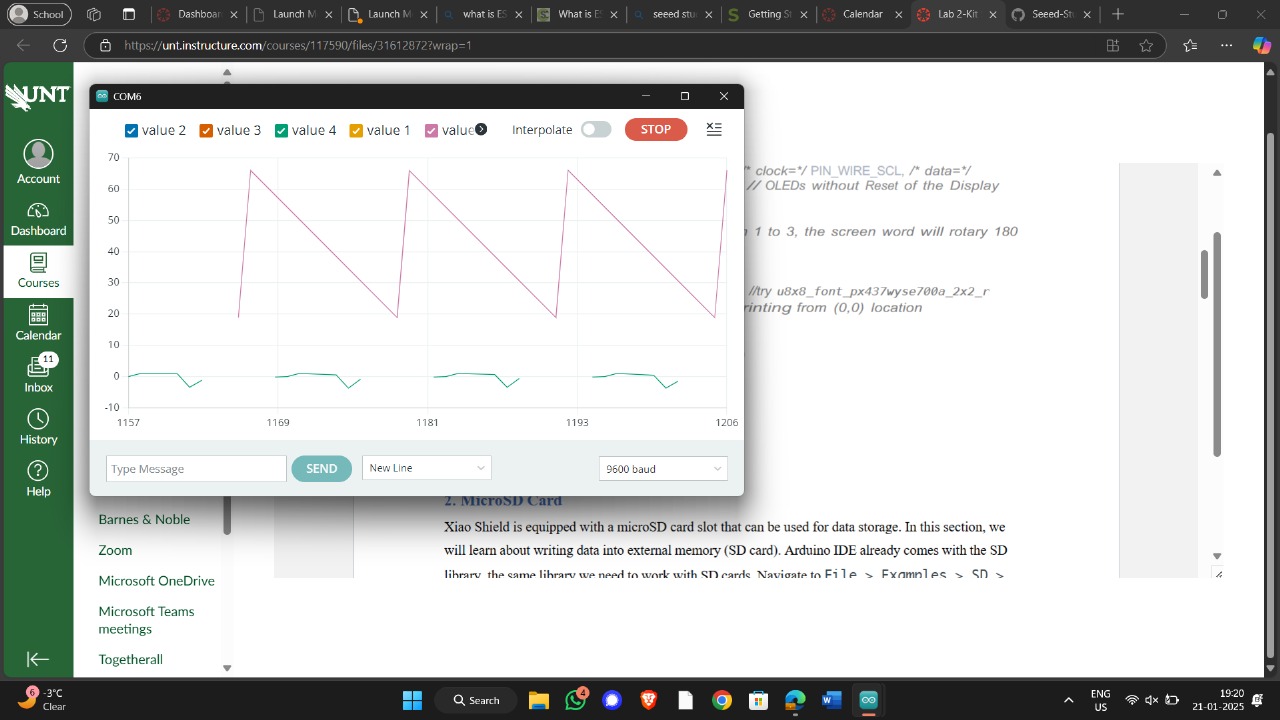 School
Dashboar
Launch M
Launch M
what is ES
What is ES
seeed stu
Getting St
Calendar
Lab 2-Kit
Seeed-Stu
https://unt.instructure.com/courses/117590/files/31612872?wrap=1
UNT
Account
Dashboard
Courses
Calendar
11
Inbox
History
Help
COM6
value 2
value 3
value 4
value 1
value
Interpolate
STOP
70
60
50
40
30
20
10
0
-10
1157
1169
1181
1193
1206
Type Message
SEND
New Line
9600 baud
/* clock=*/ PIN_WIRE_SCL, /* data=*/
// OLEDs without Reset of the Display
1 to 3, the screen word will rotary 180
//try u8x8_font_px437wyse700a_2x2_r
rinting from (0,0) location
2. MicroSD Card
Xiao Shield is equipped with a microSD card slot that can be used for data storage. In this section, we
will learn about writing data into external memory (SD card). Arduino IDE already comes with the SD
library, the same library we need to work with SD cards. Navigate to File > Examples > SD >
Barnes & Noble
Zoom
Microsoft OneDrive
Microsoft Teams
meetings
Togetherall
6
-3°C
Clear
Search
4
ENG
US
19:20
21-01-2025